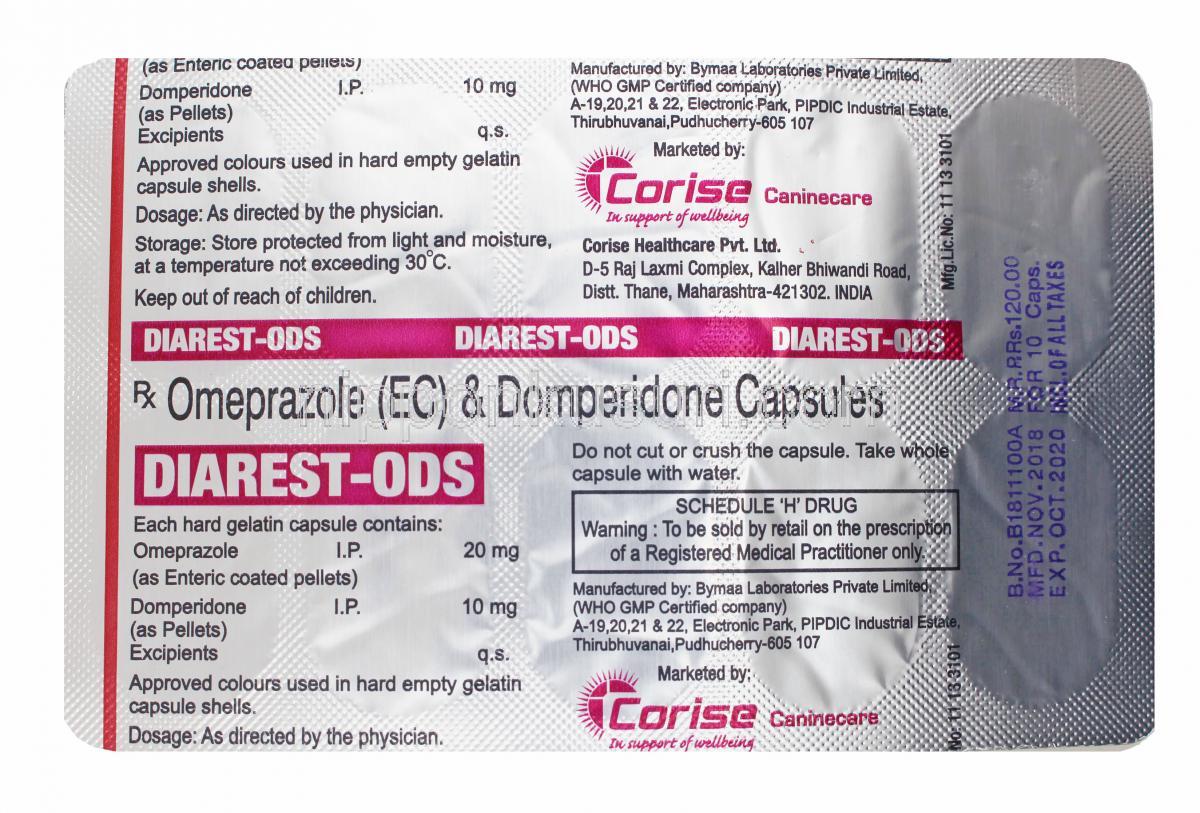 (as Enteric coated pellets)
Domperidone I.P. 10 mg
(as Pellets)
Excipients q.s.
Approved colours used in hard empty gelatin
capsule shells.
Dosage: As directed by the physician.
Storage: Store protected from light and moisture,
at a temperature not exceeding 30°C.
Keep out of reach of children.
Manufactured by: Bymaa Laboratories Private Limited,
(WHO GMP Certified company)
A-19,20,21 & 22, Electronic Park, PIPDIC Industrial Estate,
Thirubhuvanai,Pudhucherry-605 107
Marketed by:
Corise Caninecare
In support of wellbeing
Corise Healthcare Pvt. Ltd.
D-5 Raj Laxmi Complex, Kalher Bhiwandi Road,
Distt. Thane, Maharashtra-421302. INDIA
Mfg.Lic.No: 11 13 3101
DIAREST-ODS DIAREST-ODS DIAREST-ODS
Rx Omeprazole (EC) & Domperidone Capsules
nipponkusuri.com
DIAREST-ODS
Each hard gelatin capsule contains:
Omeprazole I.P. 20 mg
(as Enteric coated pellets)
Domperidone I.P. 10 mg
(as Pellets)
Excipients q.s.
Approved colours used in hard empty gelatin
capsule shells.
Dosage: As directed by the physician.
Do not cut or crush the capsule. Take whole
capsule with water.
SCHEDULE 'H' DRUG
Warning : To be sold by retail on the prescription
of a Registered Medical Practitioner only.
Manufactured by: Bymaa Laboratories Private Limited,
(WHO GMP Certified company)
A-19,20,21 & 22, Electronic Park, PIPDIC Industrial Estate,
Thirubhuvanai,Pudhucherry-605 107
Marketed by:
Corise Caninecare
In support of wellbeing
No: 11 13 3101
B.No.B1811100A M.R.P.Rs.120.00
MFD.NOV.2018 FOR 10 Caps.
EXP.OCT.2020 INCL.OF ALL TAXES